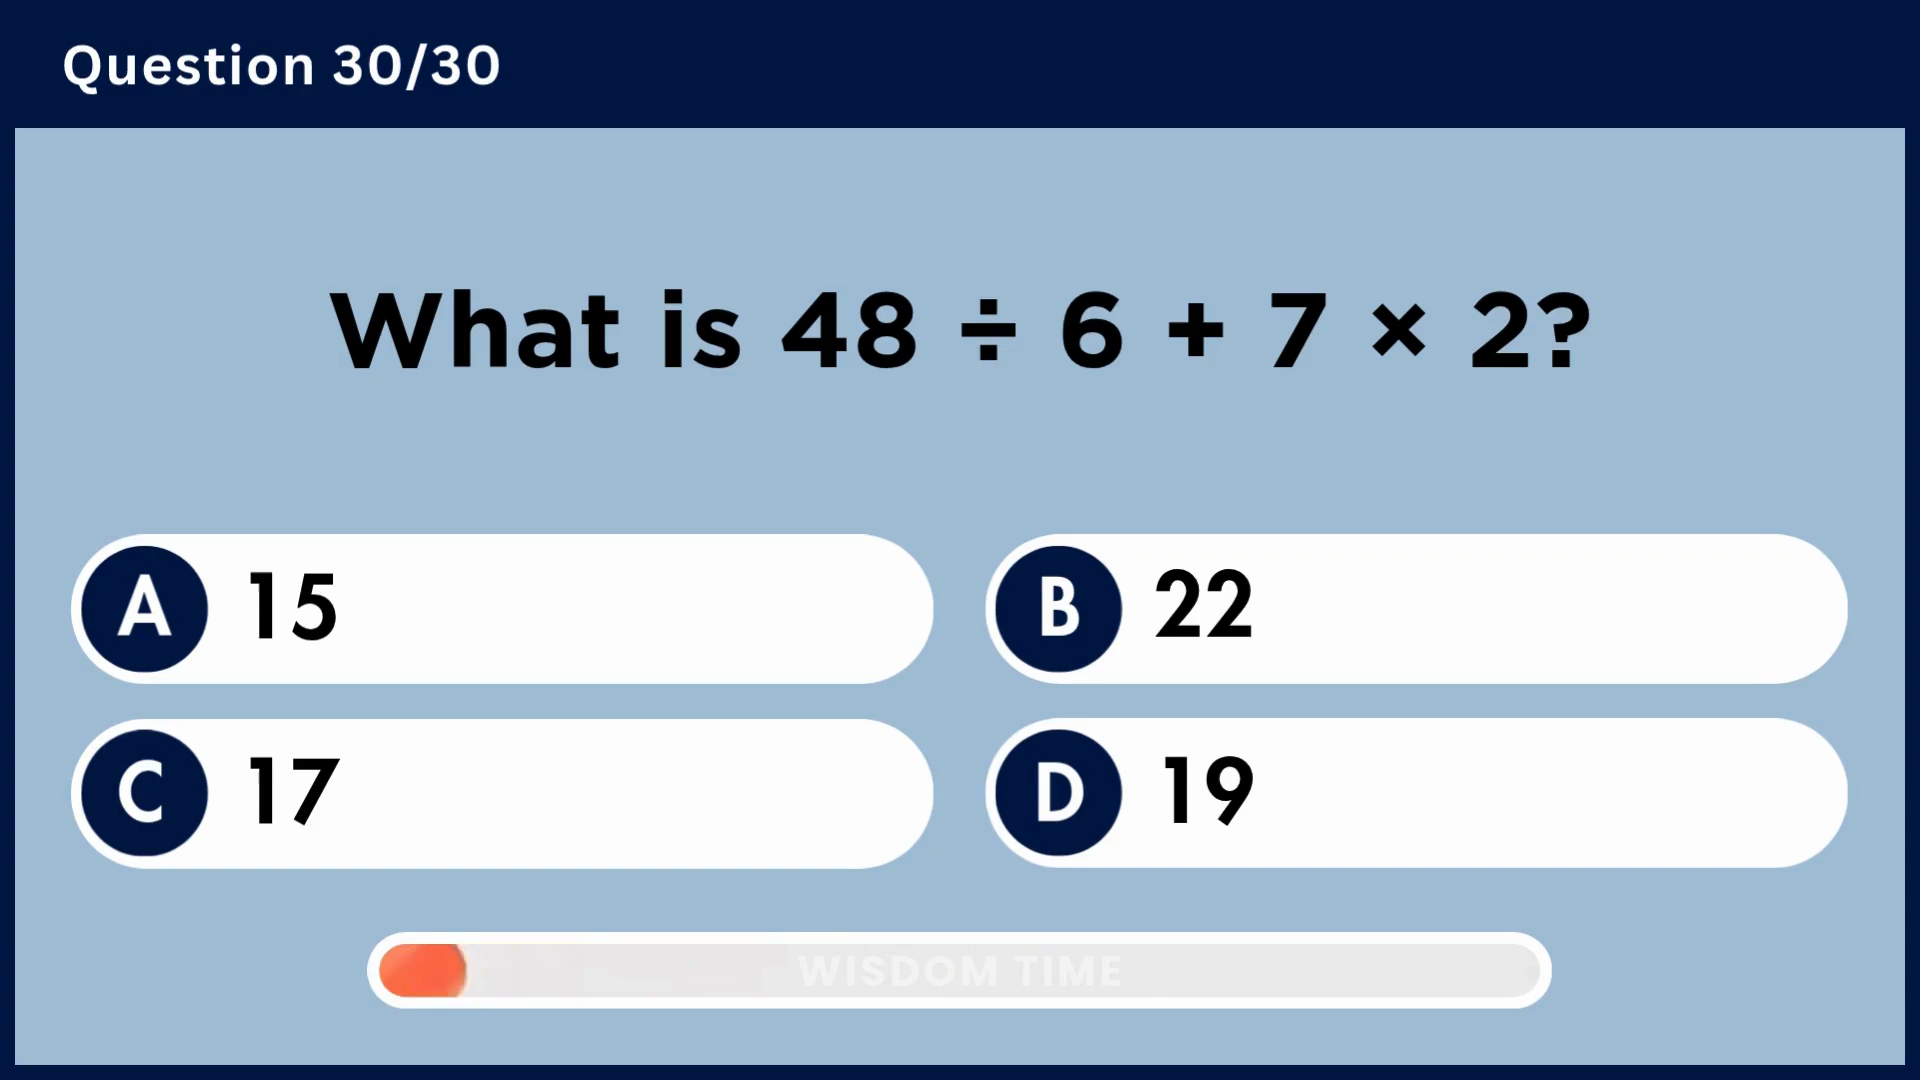 Question 30/30
What is 48 ÷ 6 + 7 × 2?
A 15
B 22
C 17
D 19
WISDOM TIME